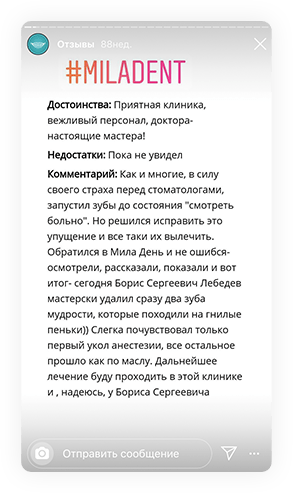 Отзывы 88нед.
#MILADENT
Достоинства: Приятная клиника,
вежливый персонал, доктора-
настоящие мастера!
Недостатки: Пока не увидел
Комментарий: Как и многие, в силу
своего страха перед стоматологами,
запустил зубы до состояния "смотреть
больно". Но решился исправить это
упущение и все таки их вылечить.
Обратился в Мила День и не ошибся-
осмотрели, рассказали, показали и вот
итог- сегодня Борис Сергеевич Лебедев
мастерски удалил сразу два зуба
мудрости, которые походили на гнилые
пеньки)) Слегка почувствовал только
первый укол анестезии, все остальное
прошло как по маслу. Дальнейшее
лечение буду проходить в этой клинике
и , надеюсь, у Бориса Сергеевича
Отправить сообщение